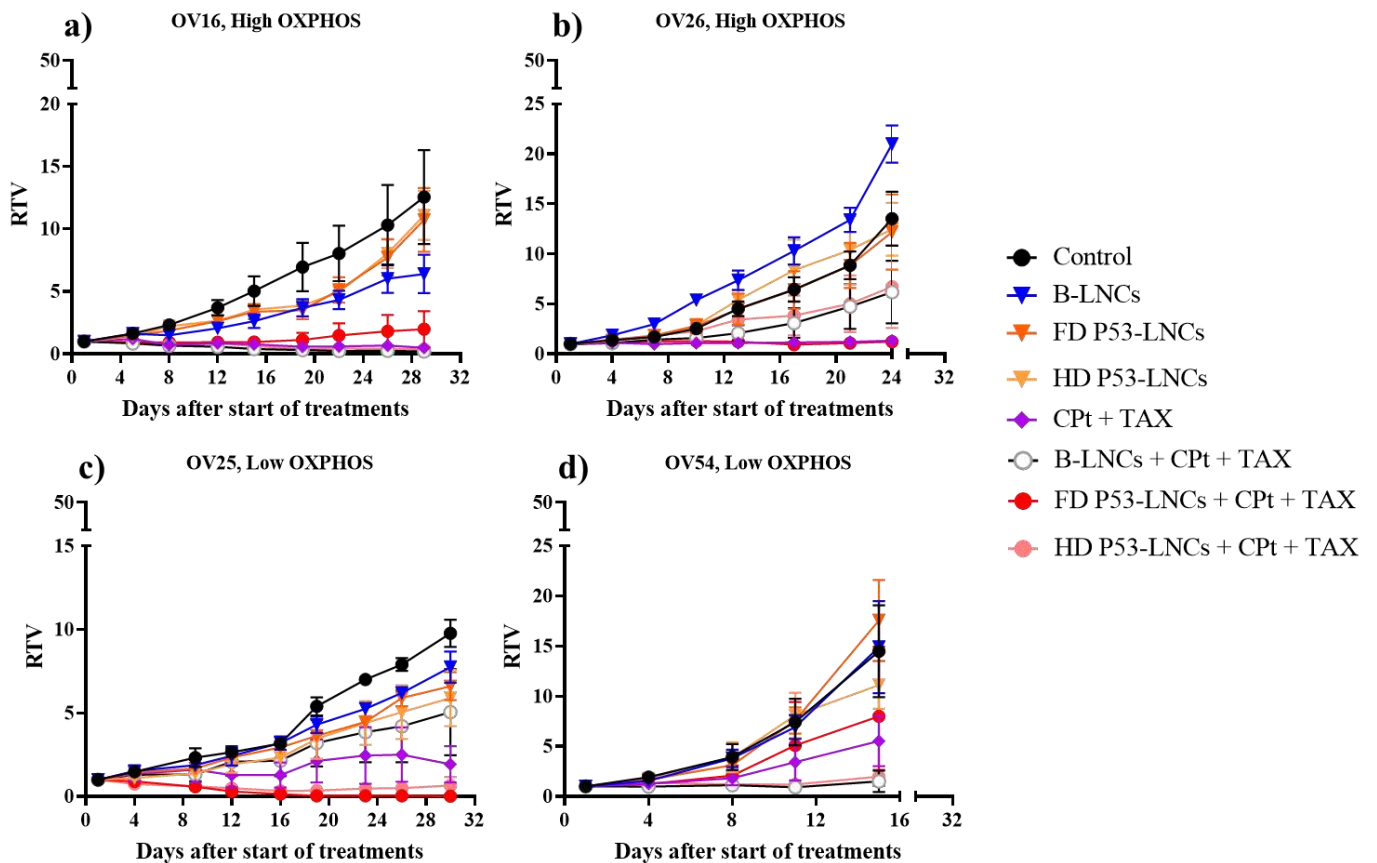 a)
OV16, High OXPHOS
50
20
15
10
5
0
RTV
0 4 8 12 16 20 24 28 32
Days after start of treatments
b)
OV26, High OXPHOS
50
25
20
15
10
5
0
RTV
0 4 8 12 16 20 24 32
Days after start of treatments
c)
OV25, Low OXPHOS
50
15
10
5
0
RTV
0 4 8 12 16 20 24 28 32
Days after start of treatments
d)
OV54, Low OXPHOS
50
25
20
15
10
5
0
RTV
0 4 8 12 16 32
Days after start of treatments
Control
B-LNCs
FD P53-LNCs
HD P53-LNCs
CPt + TAX
B-LNCs + CPt + TAX
FD P53-LNCs + CPt + TAX
HD P53-LNCs + CPt + TAX